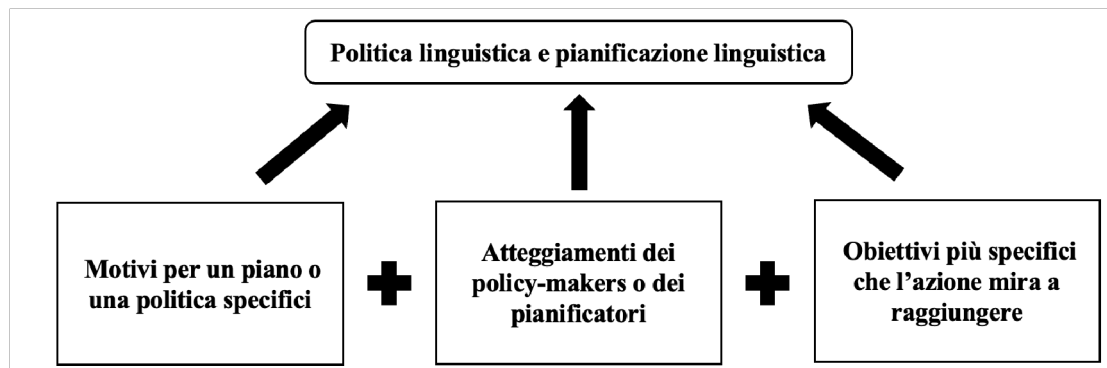 Politica linguistica e pianificazione linguistica
Motivi per un piano o
una politica specifici
Atteggiamenti dei
policy-makers o dei
pianificatori
Obiettivi più specifici
che l’azione mira a
raggiungere